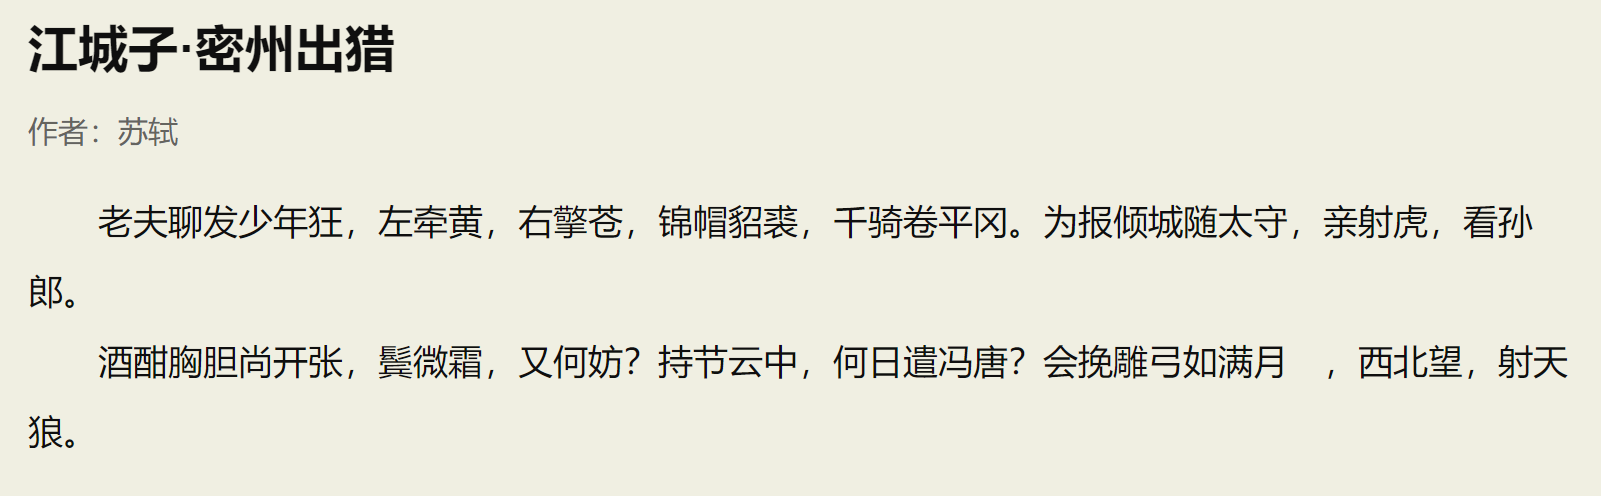 江城子·密州出猎
作者：苏轼
老夫聊发少年狂，左牵黄，右擎苍，锦帽貂裘，千骑卷平冈。为报倾城随太守，亲射虎，看孙
郎。
酒酣胸胆尚开张，鬓微霜，又何妨？持节云中，何日遣冯唐？会挽雕弓如满月　，西北望，射天
狼。